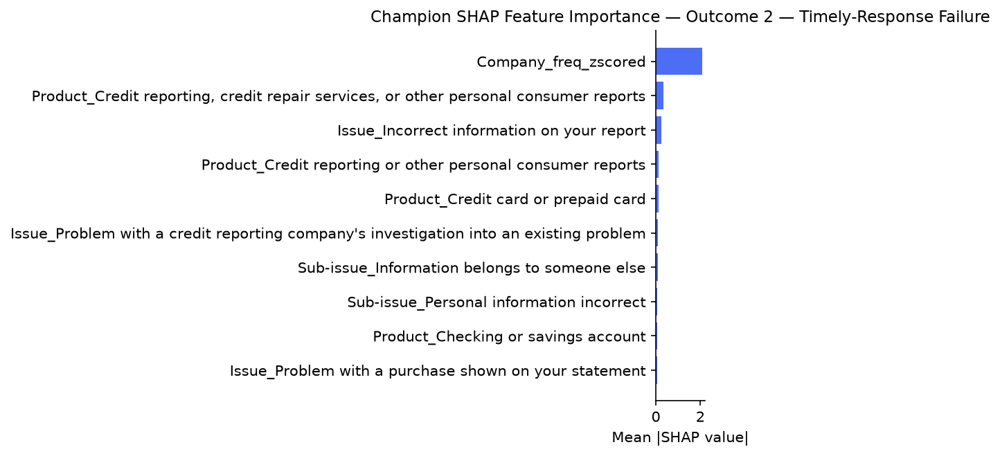 Champion SHAP Feature Importance — Outcome 2 — Timely-Response Failure
Company_freq_zscored
Product_Credit reporting, credit repair services, or other personal consumer reports
Issue_Incorrect information on your report
Product_Credit reporting or other personal consumer reports
Product_Credit card or prepaid card
Issue_Problem with a credit reporting company's investigation into an existing problem
Sub-issue_Information belongs to someone else
Sub-issue_Personal information incorrect
Product_Checking or savings account
Issue_Problem with a purchase shown on your statement
0 2
Mean |SHAP value|